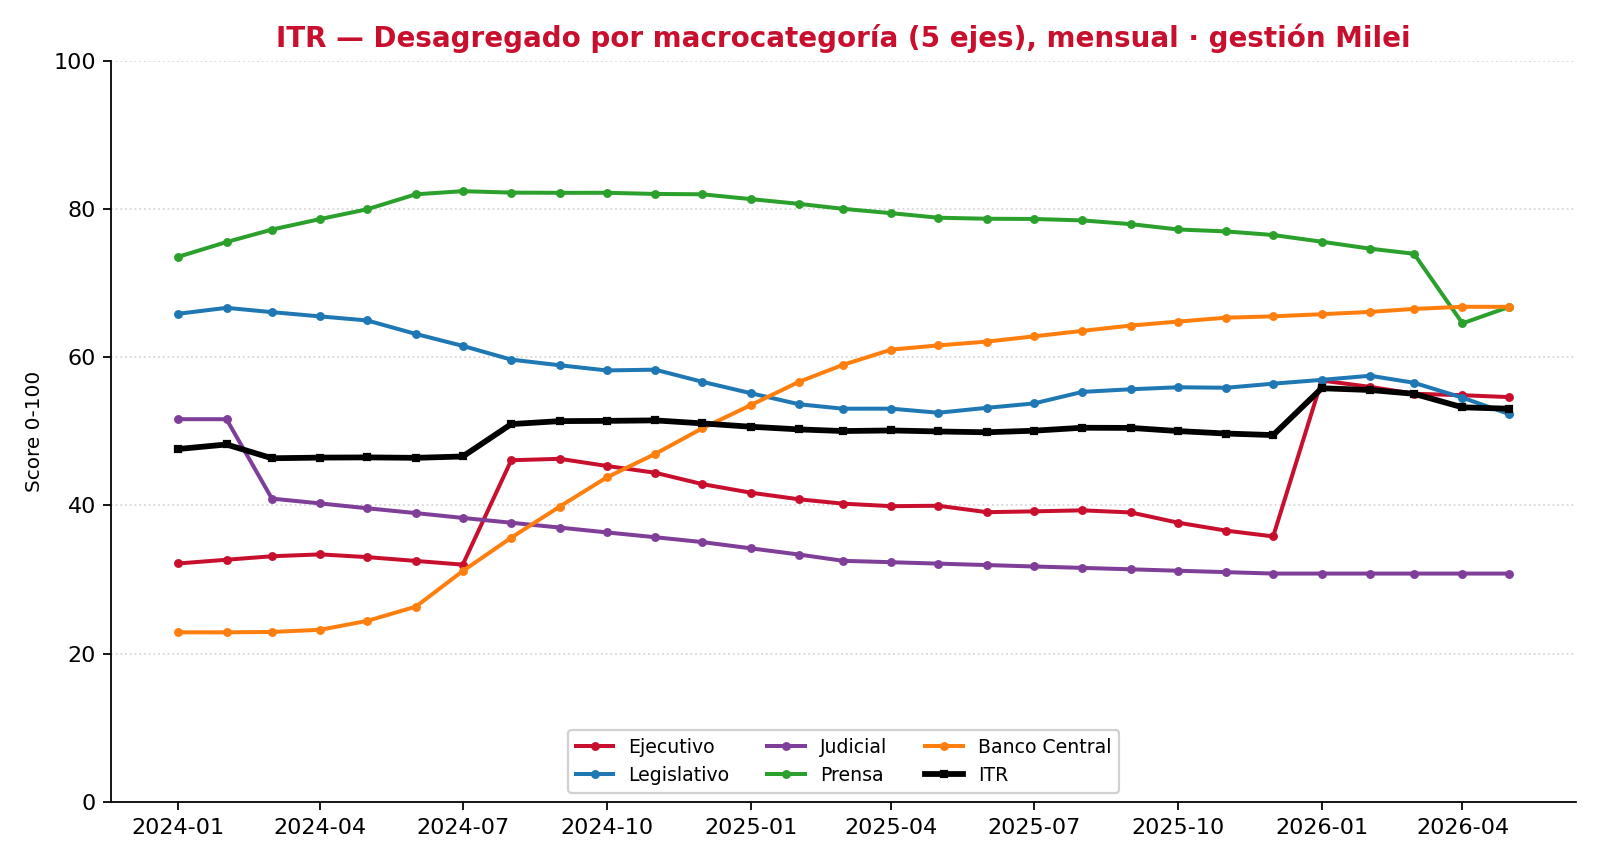 ITR — Desagregado por macrocategoría (5 ejes), mensual · gestión Milei
100
80
60
40
20
0
Score 0-100
Ejecutivo
Legislativo
Judicial
Prensa
Banco Central
ITR
2024-01
2024-04
2024-07
2024-10
2025-01
2025-04
2025-07
2025-10
2026-01
2026-04